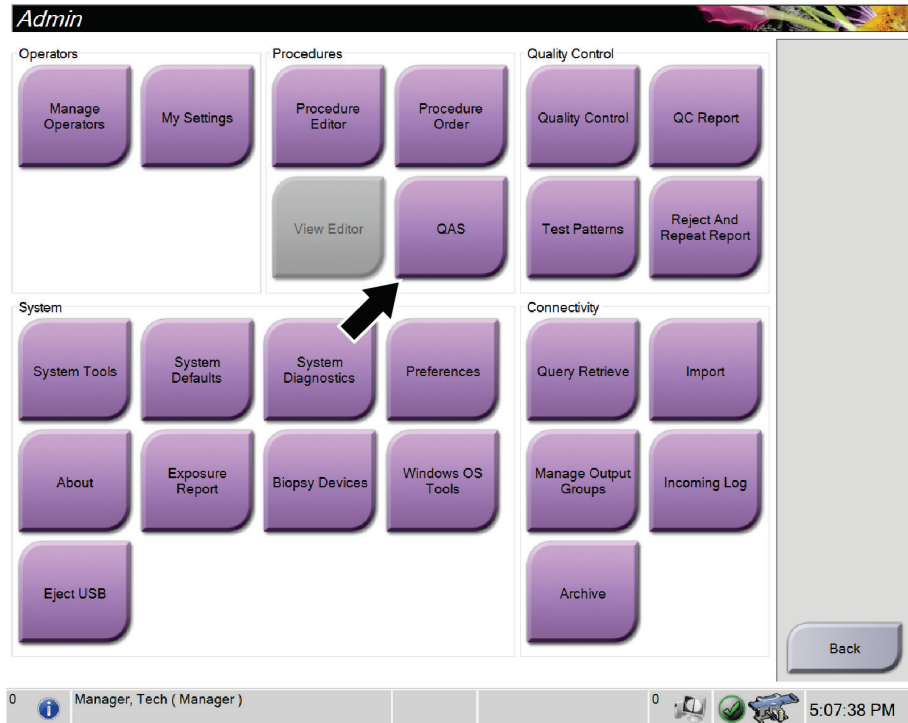 Admin
Operators
Manage
Operators
My Settings
Procedures
Procedure
Editor
Procedure
Order
View Editor
QAS
Quality Control
Quality Control
QC Report
Test Patterns
Reject And
Repeat Report
System
System Tools
System
Defaults
System
Diagnostics
Preferences
About
Exposure
Report
Biopsy Devices
Windows OS
Tools
Eject USB
Connectivity
Query Retrieve
Import
Manage Output
Groups
Incoming Log
Archive
Back
0
i
Manager, Tech ( Manager )
0
5:07:38 PM